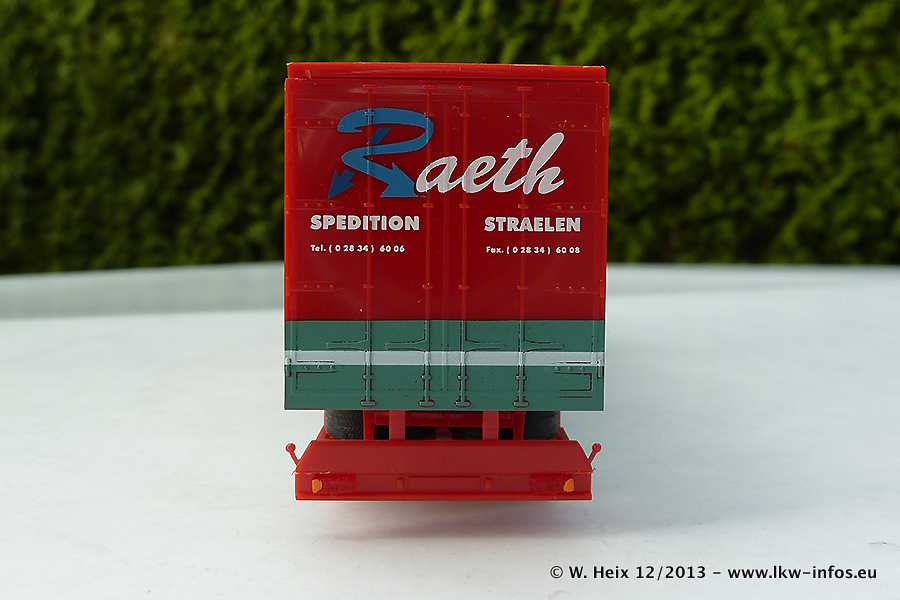 Raeth
SPEDITION STRAELEN
Tel. ( 0 28 34 ) 60 06 Fax. ( 0 28 34 ) 60 08
© W. Heix 12/2013 - www.lkw-infos.eu